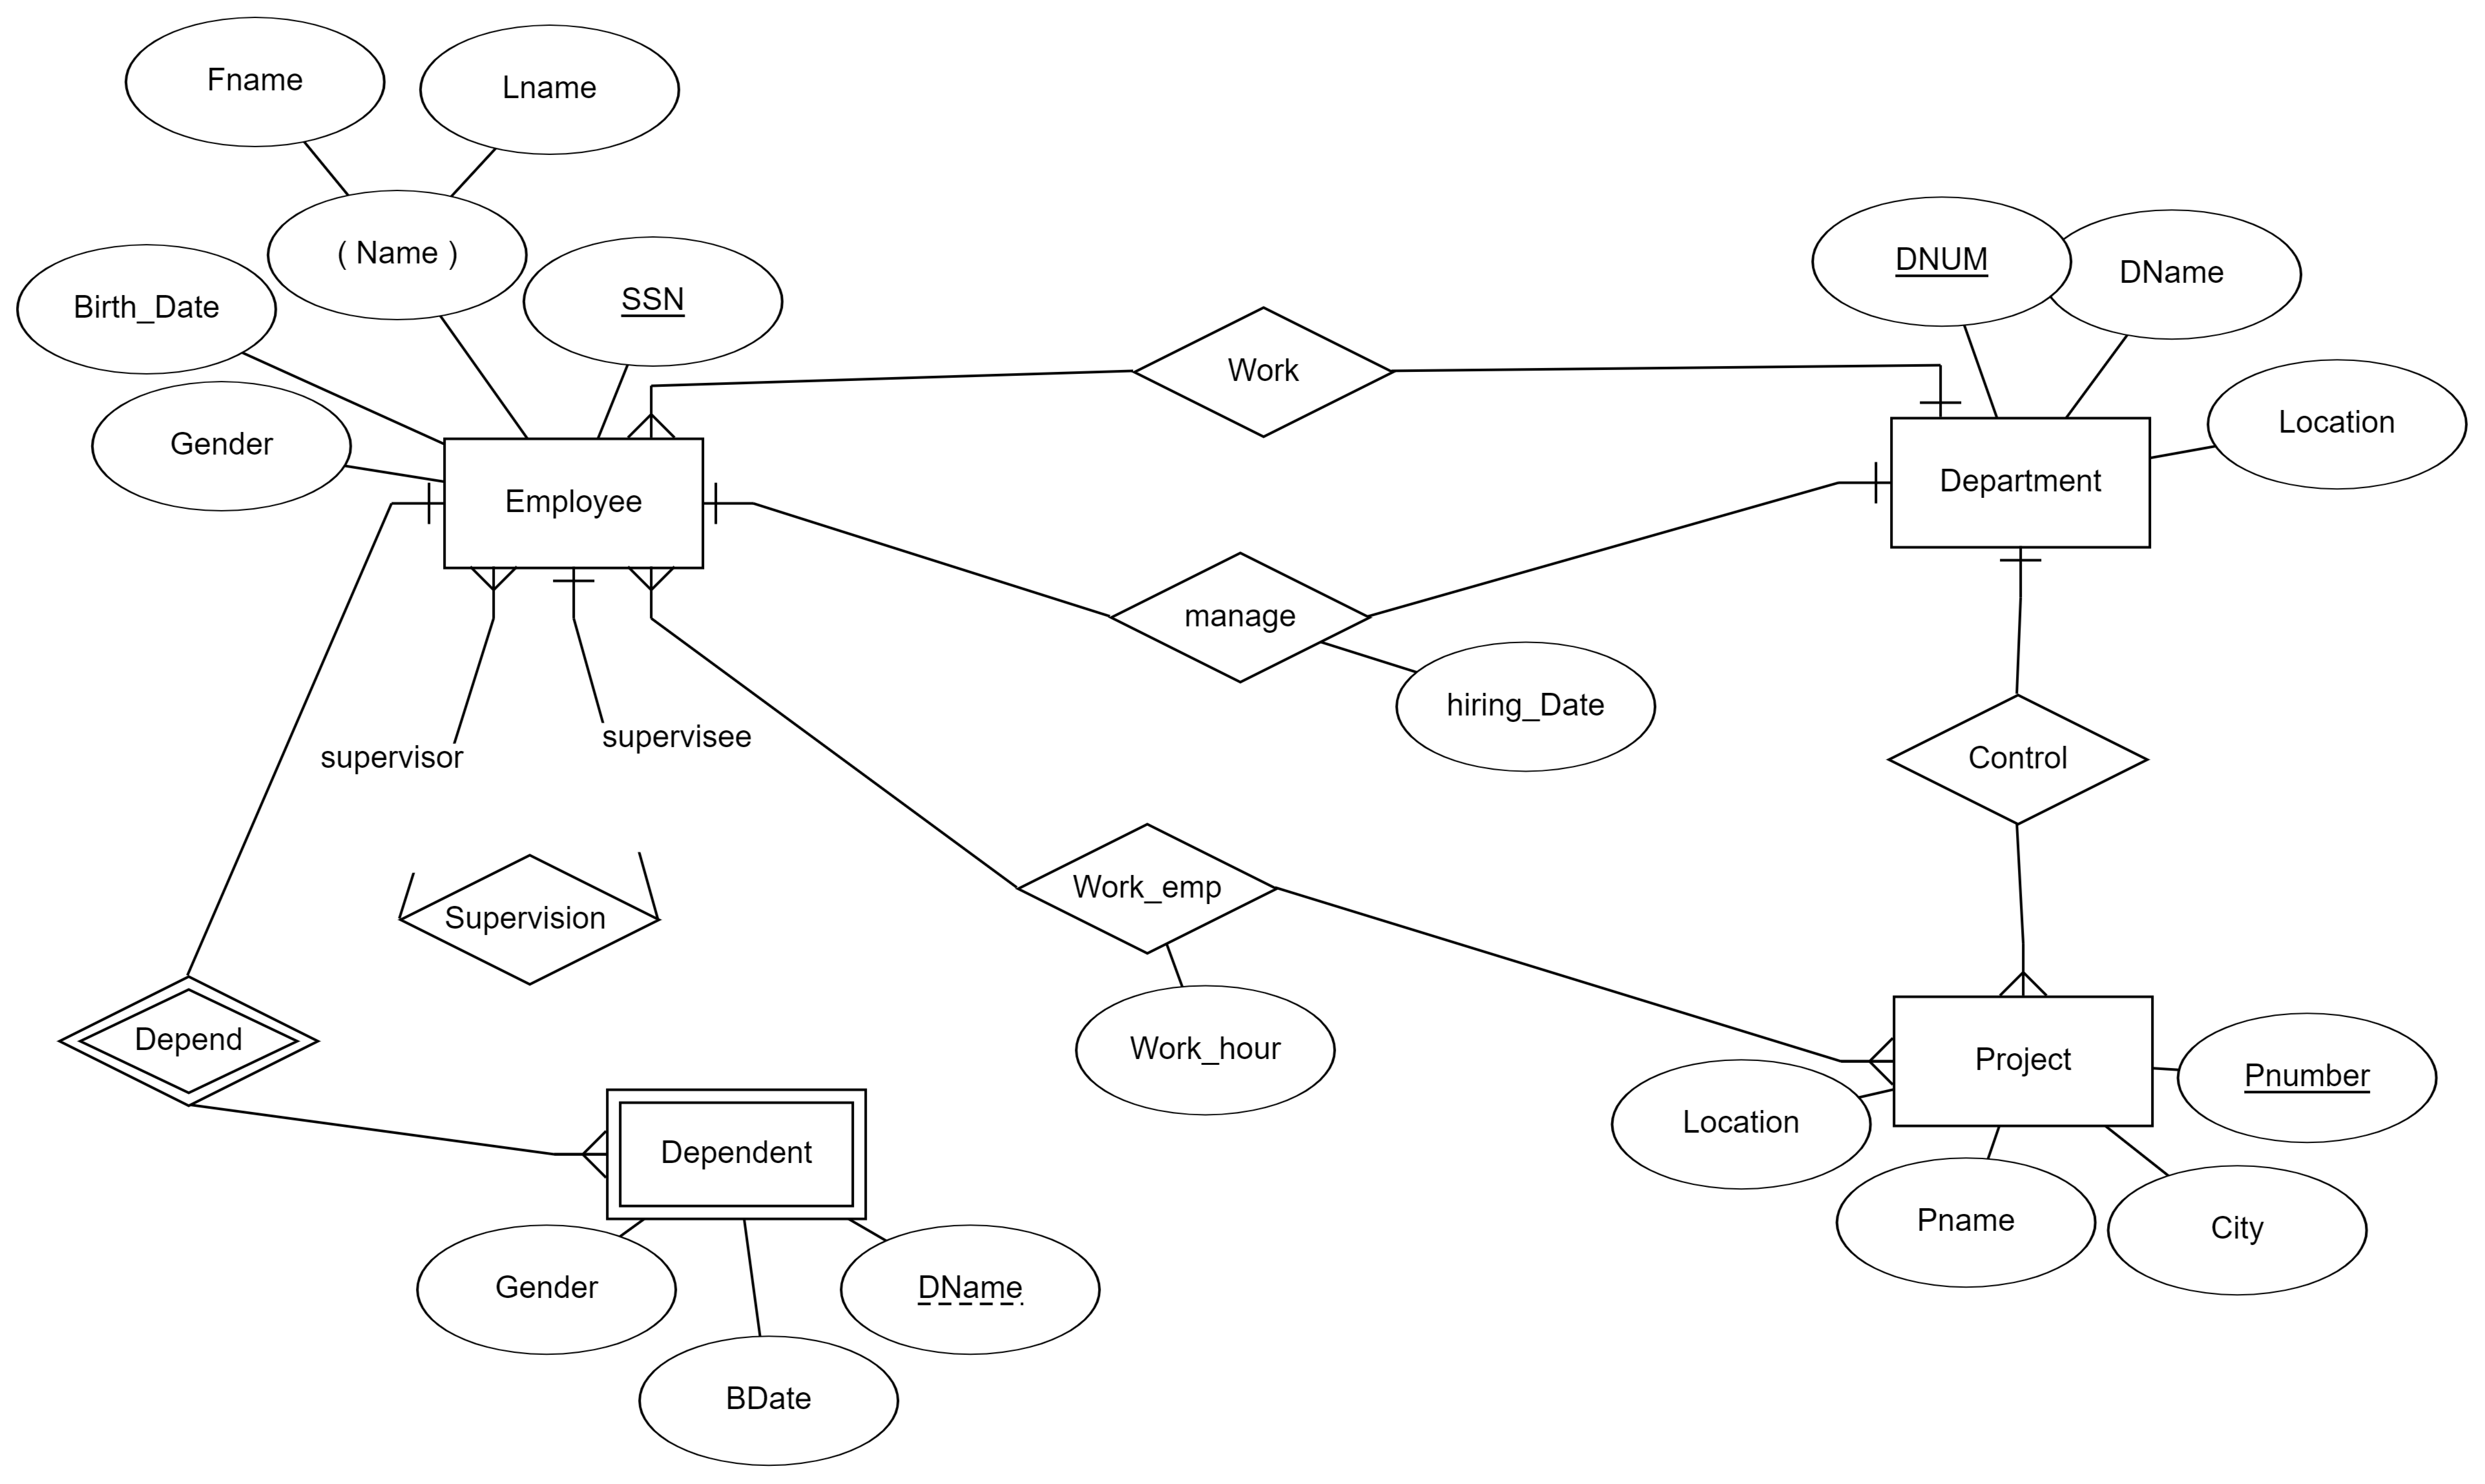 Fname
Lname
( Name )
Birth_Date
SSN
Gender
Employee
Work
DNUM
DName
Location
Department
manage
hiring_Date
supervisor
supervisee
Control
Supervision
Work_emp
Work_hour
Depend
Dependent
Gender
BDate
DName
Project
Location
Pnumber
Pname
City